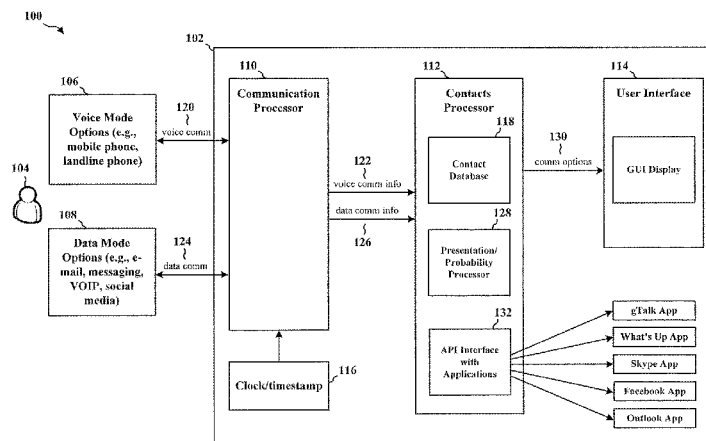 100
102
106
Voice Mode
Options (e.g.,
mobile phone,
landline phone)
120
voice comm
104
108
Data Mode
Options (e.g., e-
mail, messaging,
VOIP, social
media)
124
data comm
110
Communication
Processor
Clock/timestamp
116
122
voice comm info
data comm info
126
112
Contacts
Processor
118
Contact
Database
128
Presentation/
Probability
Processor
132
API Interface
with
Applications
130
comm options
114
User Interface
GUI Display
gTalk App
What's Up App
Skype App
Facebook App
Outlook App